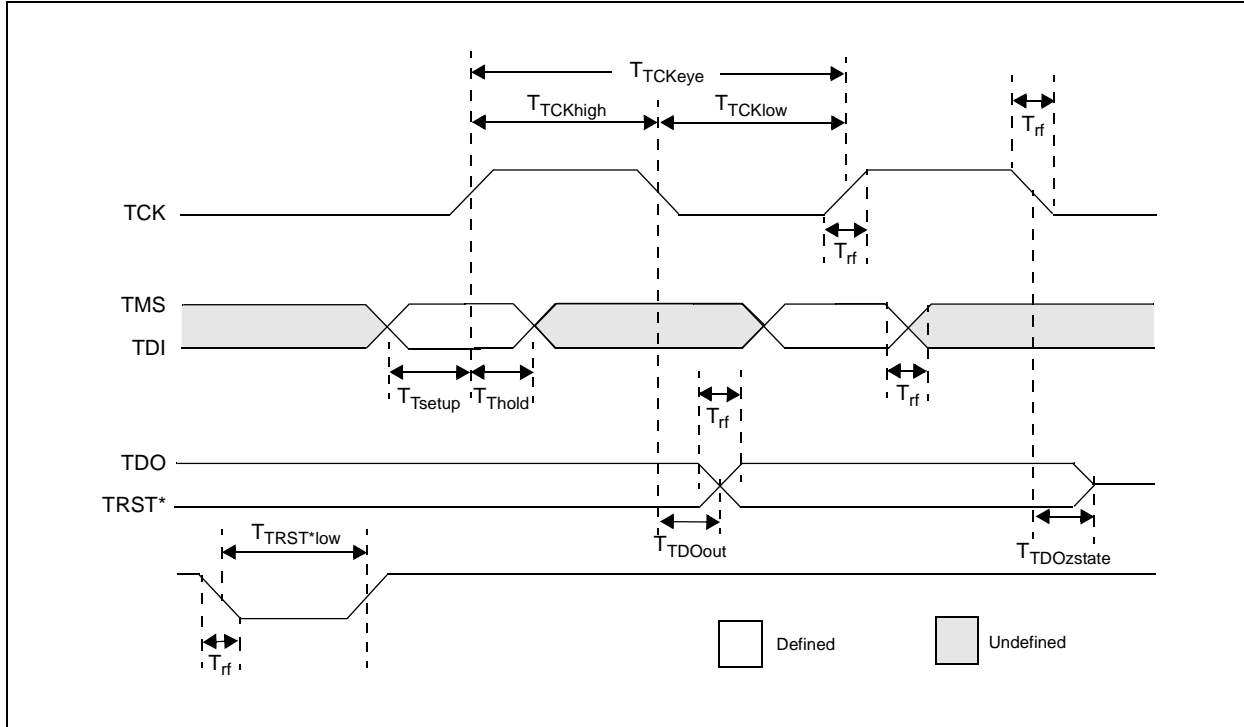 TTCKeye
TTCKhigh
TTCKlow
Trf
TCK
Trf
TMS
TDI
TTsetup
TThold
Trf
Trf
TDO
TRST*
TTRST*low
TTDOout
TTDOzstate
Trf
Defined
Undefined